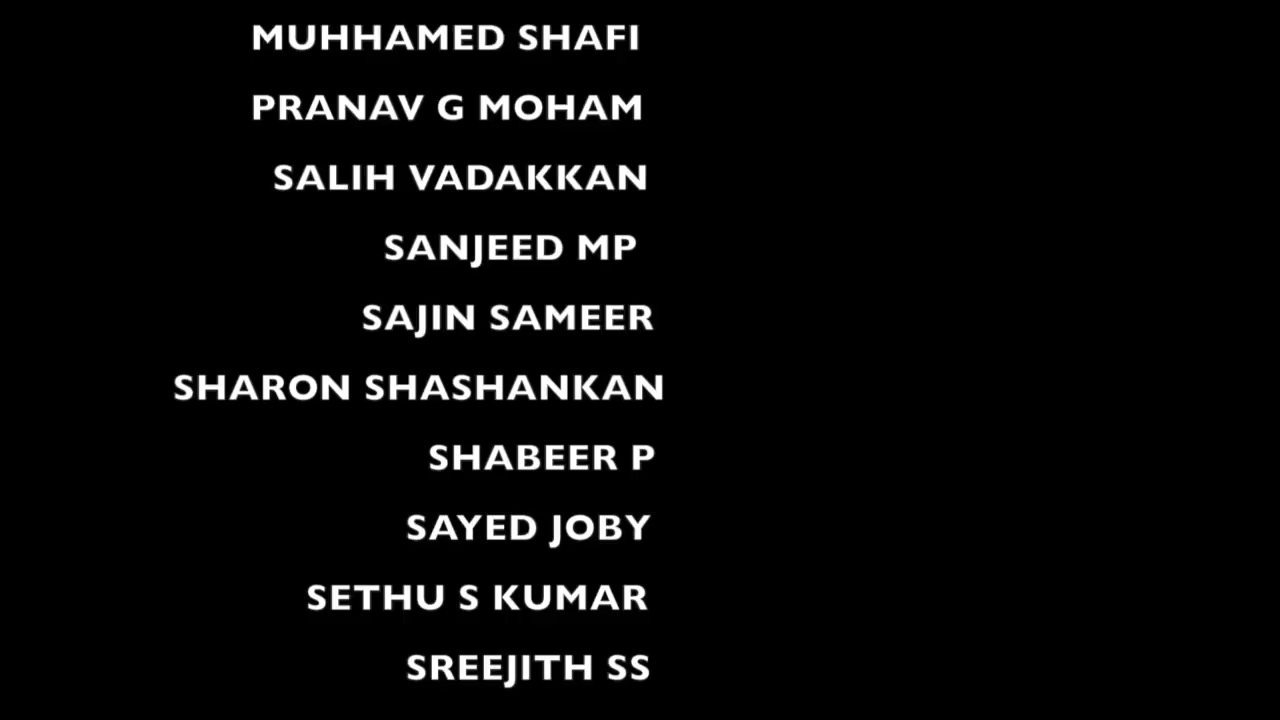 MUHHAMED SHAFI
PRANAV G MOHAM
SALIH VADAKKAN
SANJEED MP
SAJIN SAMEER
SHARON SHASHANKAN
SHABEER P
SAYED JOBY
SETHU S KUMAR
SREEJITH SS